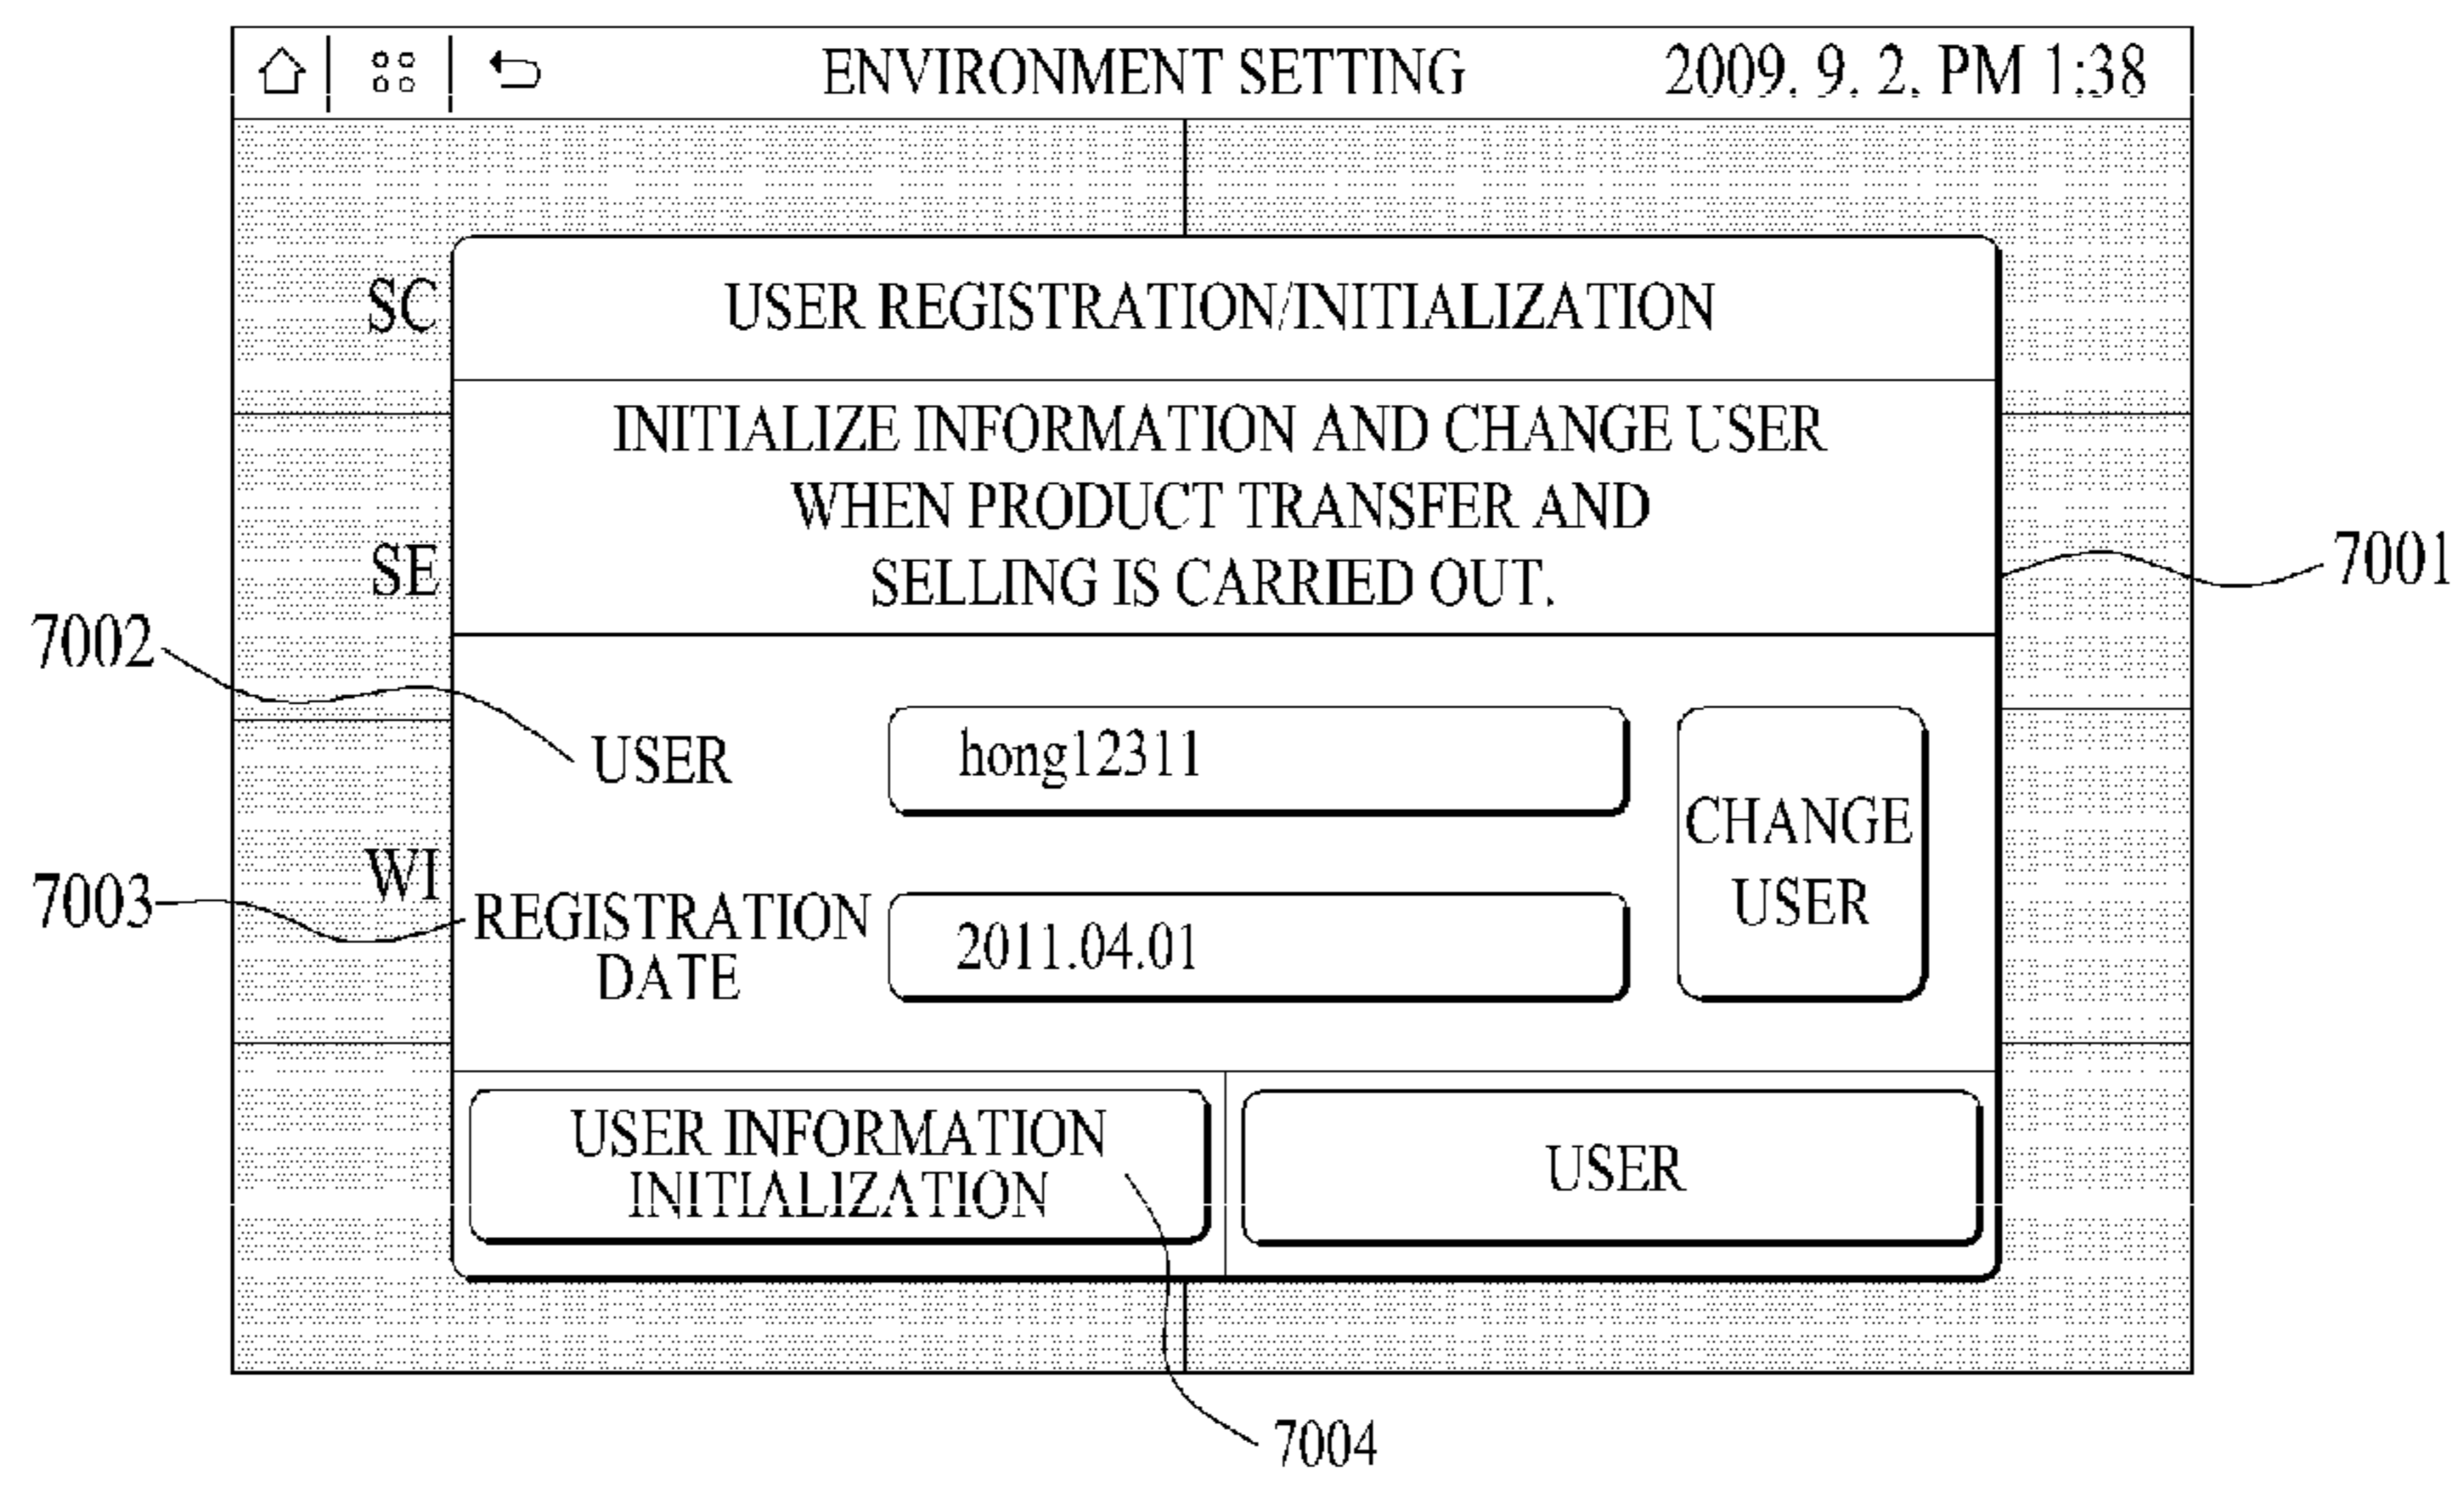 ENVIRONMENT SETTING
2009. 9. 2. PM 1:38
SC
USER REGISTRATION/INITIALIZATION
INITIALIZE INFORMATION AND CHANGE USER
WHEN PRODUCT TRANSFER AND
SELLING IS CARRIED OUT.
SE
7001
7002
USER
hong12311
CHANGE
USER
WI
7003
REGISTRATION
DATE
2011.04.01
USER INFORMATION
INITIALIZATION
USER
7004